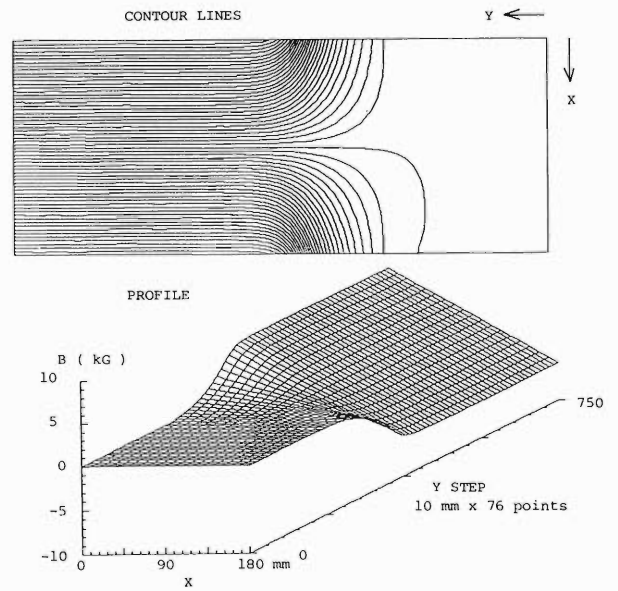 CONTOUR LINES
Y
X
PROFILE
B ( kG )
10
5
0
-5
-10
0 90 180 mm
X
0
750
Y STEP
10 mm x 76 points